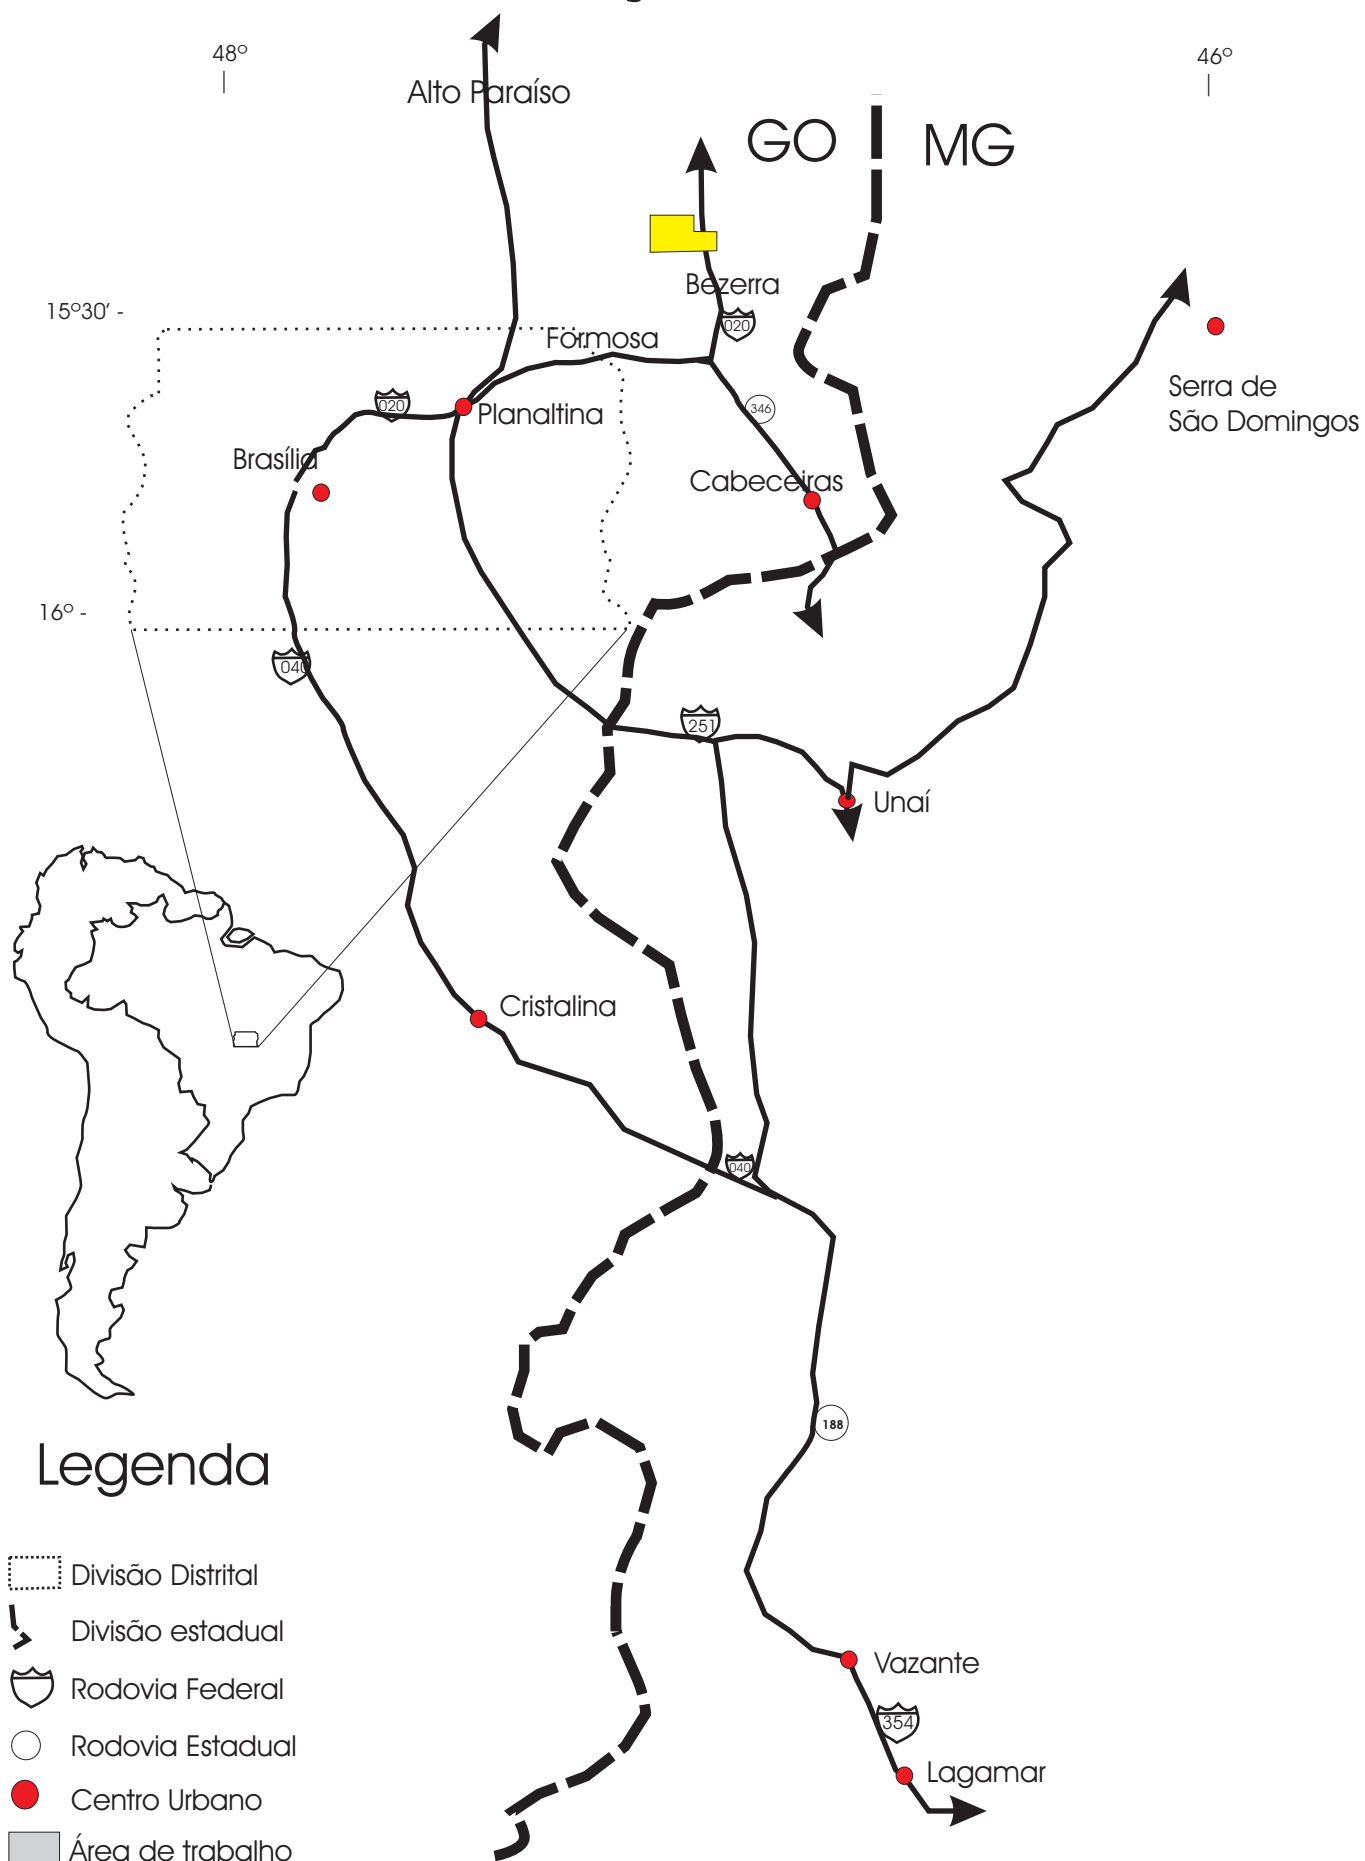 48º
46º
Alto Paraíso
GO
MG
Bezerra
15º30' -
020
Formosa
Serra de
São Domingos
020
346
Planaltina
Brasília
Cabeceiras
16º -
040
251
Unaí
Cristalina
040
188
Legenda
Divisão Distrital
Divisão estadual
Rodovia Federal
Vazante
354
Rodovia Estadual
Lagamar
Centro Urbano
Área de trabalho